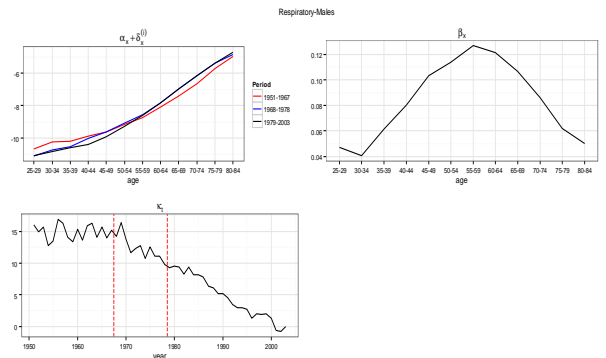 Respiratory-Males
αx + δx(i)
-6
-8
-10
25-29 30-34 35-39 40-44 45-49 50-54 55/59 60-64 65-69 70-74 75-79 80-84
age
Period
1951-1967
1968-1978
1979-2003
βx
0.12
0.10
0.08
0.06
0.04
25-29 30-34 35-39 40-44 45-49 50-54 55/59 60-64 65-69 70-74 75-79 80-84
age
κt
15
10
5
0
1950 1960 1970 1980 1990 2000
year